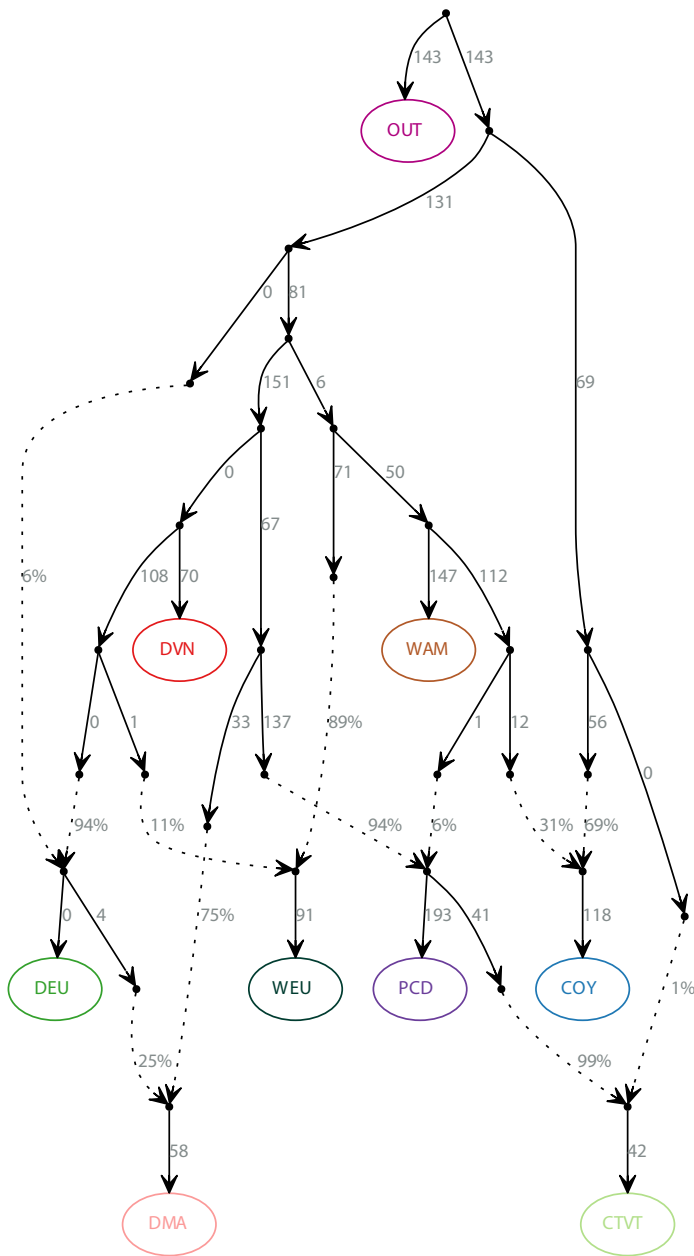 143 143
OUT
131
0 81
151 6 69
0 71 50
67
6% 108 70 147 112
DVN WAM
0 1 33 137 89% 1 12 56 0
94% 11% 94% 6% 31% 69%
0 4 75% 91 193 41 118
DEU WEU PCD COY 1%
25% 99%
58 42
DMA CTVT